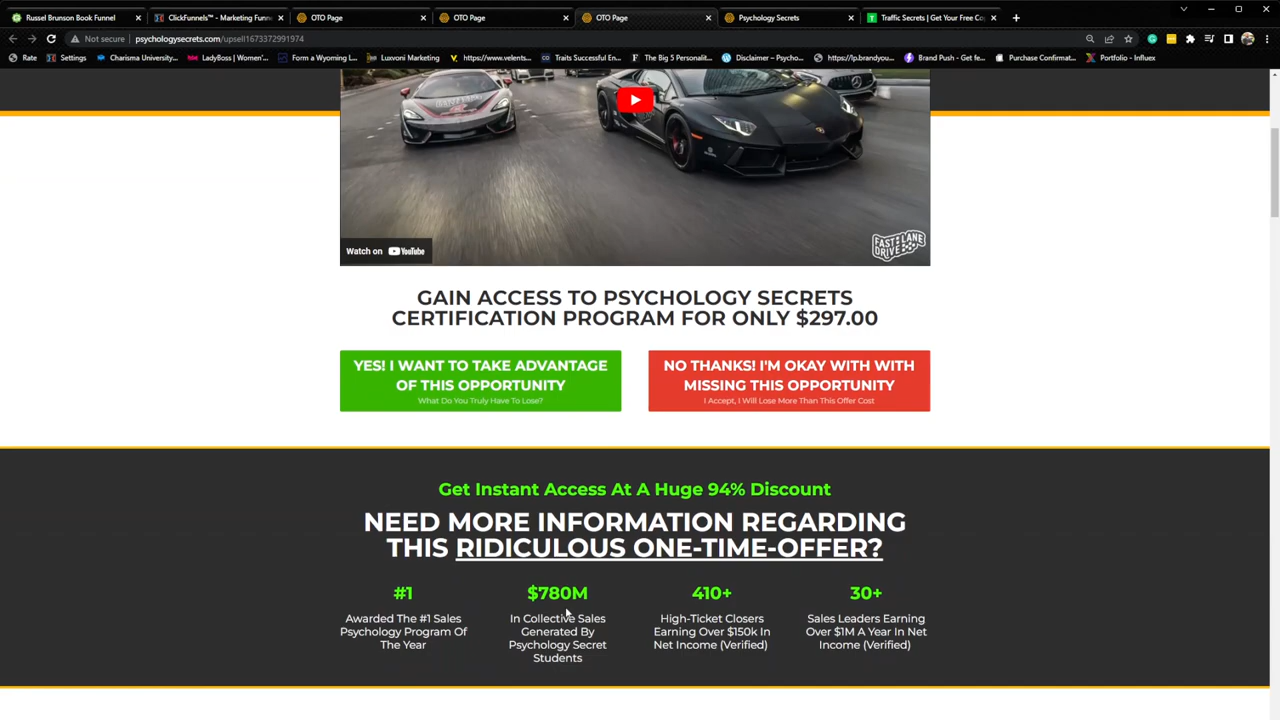 Russel Brunson Book Funnel
ClickFunnels™ - Marketing Funn
OTO Page
OTO Page
OTO Page
Psychology Secrets
Traffic Secrets | Get Your Free Co
Not secure
psychologysecrets.com/upsell1673372991974
Rate
Settings
Charisma University...
LadyBoss | Women'...
Form a Wyoming L...
Luxvoni Marketing
https://www.velents...
Traits Successful En...
The Big 5 Personalit...
Disclaimer – Psycho...
https://lp.brandyou...
Brand Push - Get fe...
Purchase Confirmat...
Portfolio - Influex
Watch on YouTube
FAST LANE
DRIVE
GAIN ACCESS TO PSYCHOLOGY SECRETS
CERTIFICATION PROGRAM FOR ONLY $297.00
YES! I WANT TO TAKE ADVANTAGE
OF THIS OPPORTUNITY
What Do You Truly Have To Lose?
NO THANKS! I'M OKAY WITH WITH
MISSING THIS OPPORTUNITY
I Accept, I Will Lose More Than This Offer Cost
Get Instant Access At A Huge 94% Discount
NEED MORE INFORMATION REGARDING
THIS RIDICULOUS ONE-TIME-OFFER?
#1
Awarded The #1 Sales
Psychology Program Of
The Year
$780M
In Collective Sales
Generated By
Psychology Secret
Students
410+
High-Ticket Closers
Earning Over $150k In
Net Income (Verified)
30+
Sales Leaders Earning
Over $1M A Year In Net
Income (Verified)